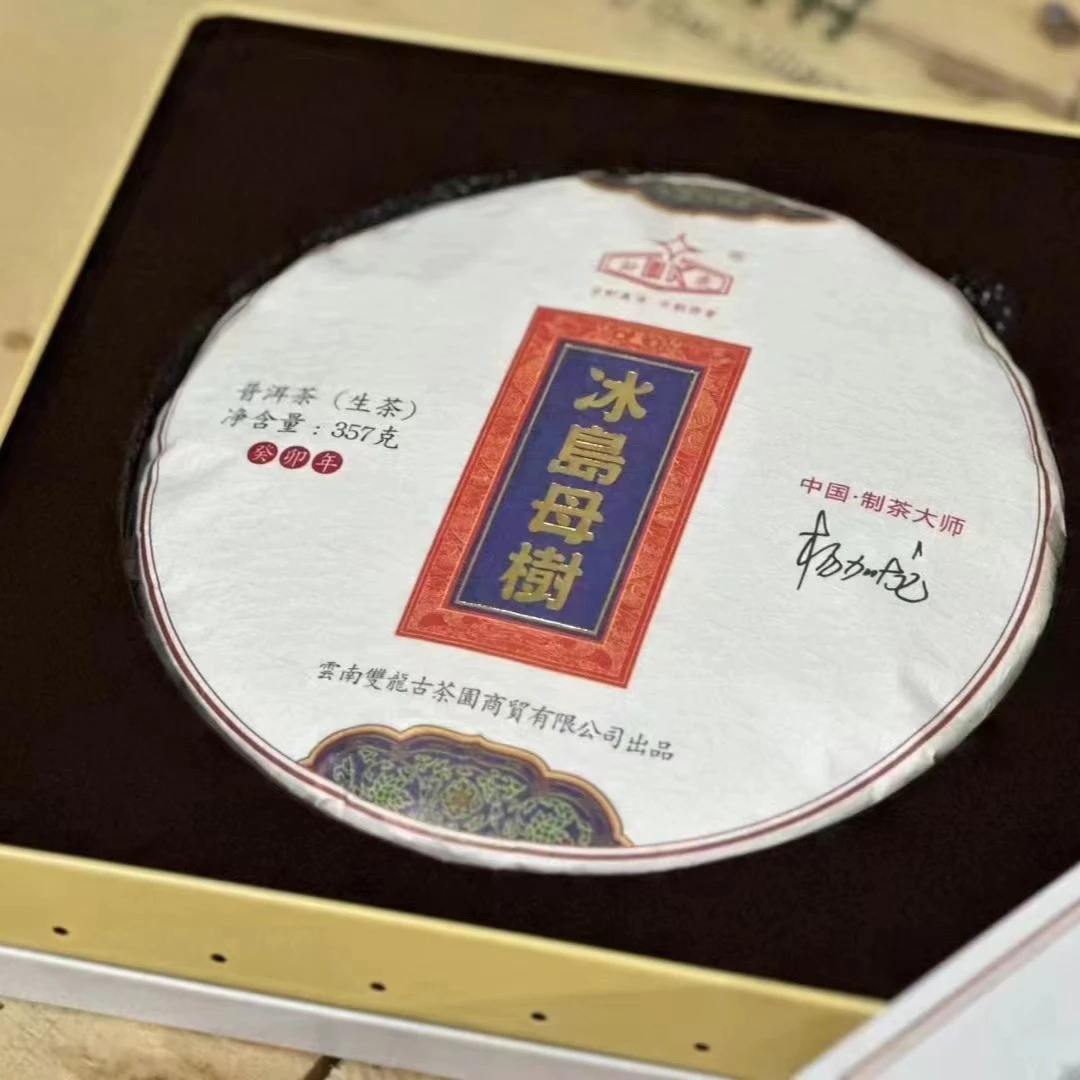 冰島母樹
普洱茶（生茶）
净含量：357克
癸卯年
中国·制茶大师
雲南雙龍古茶園商貿有限公司出品